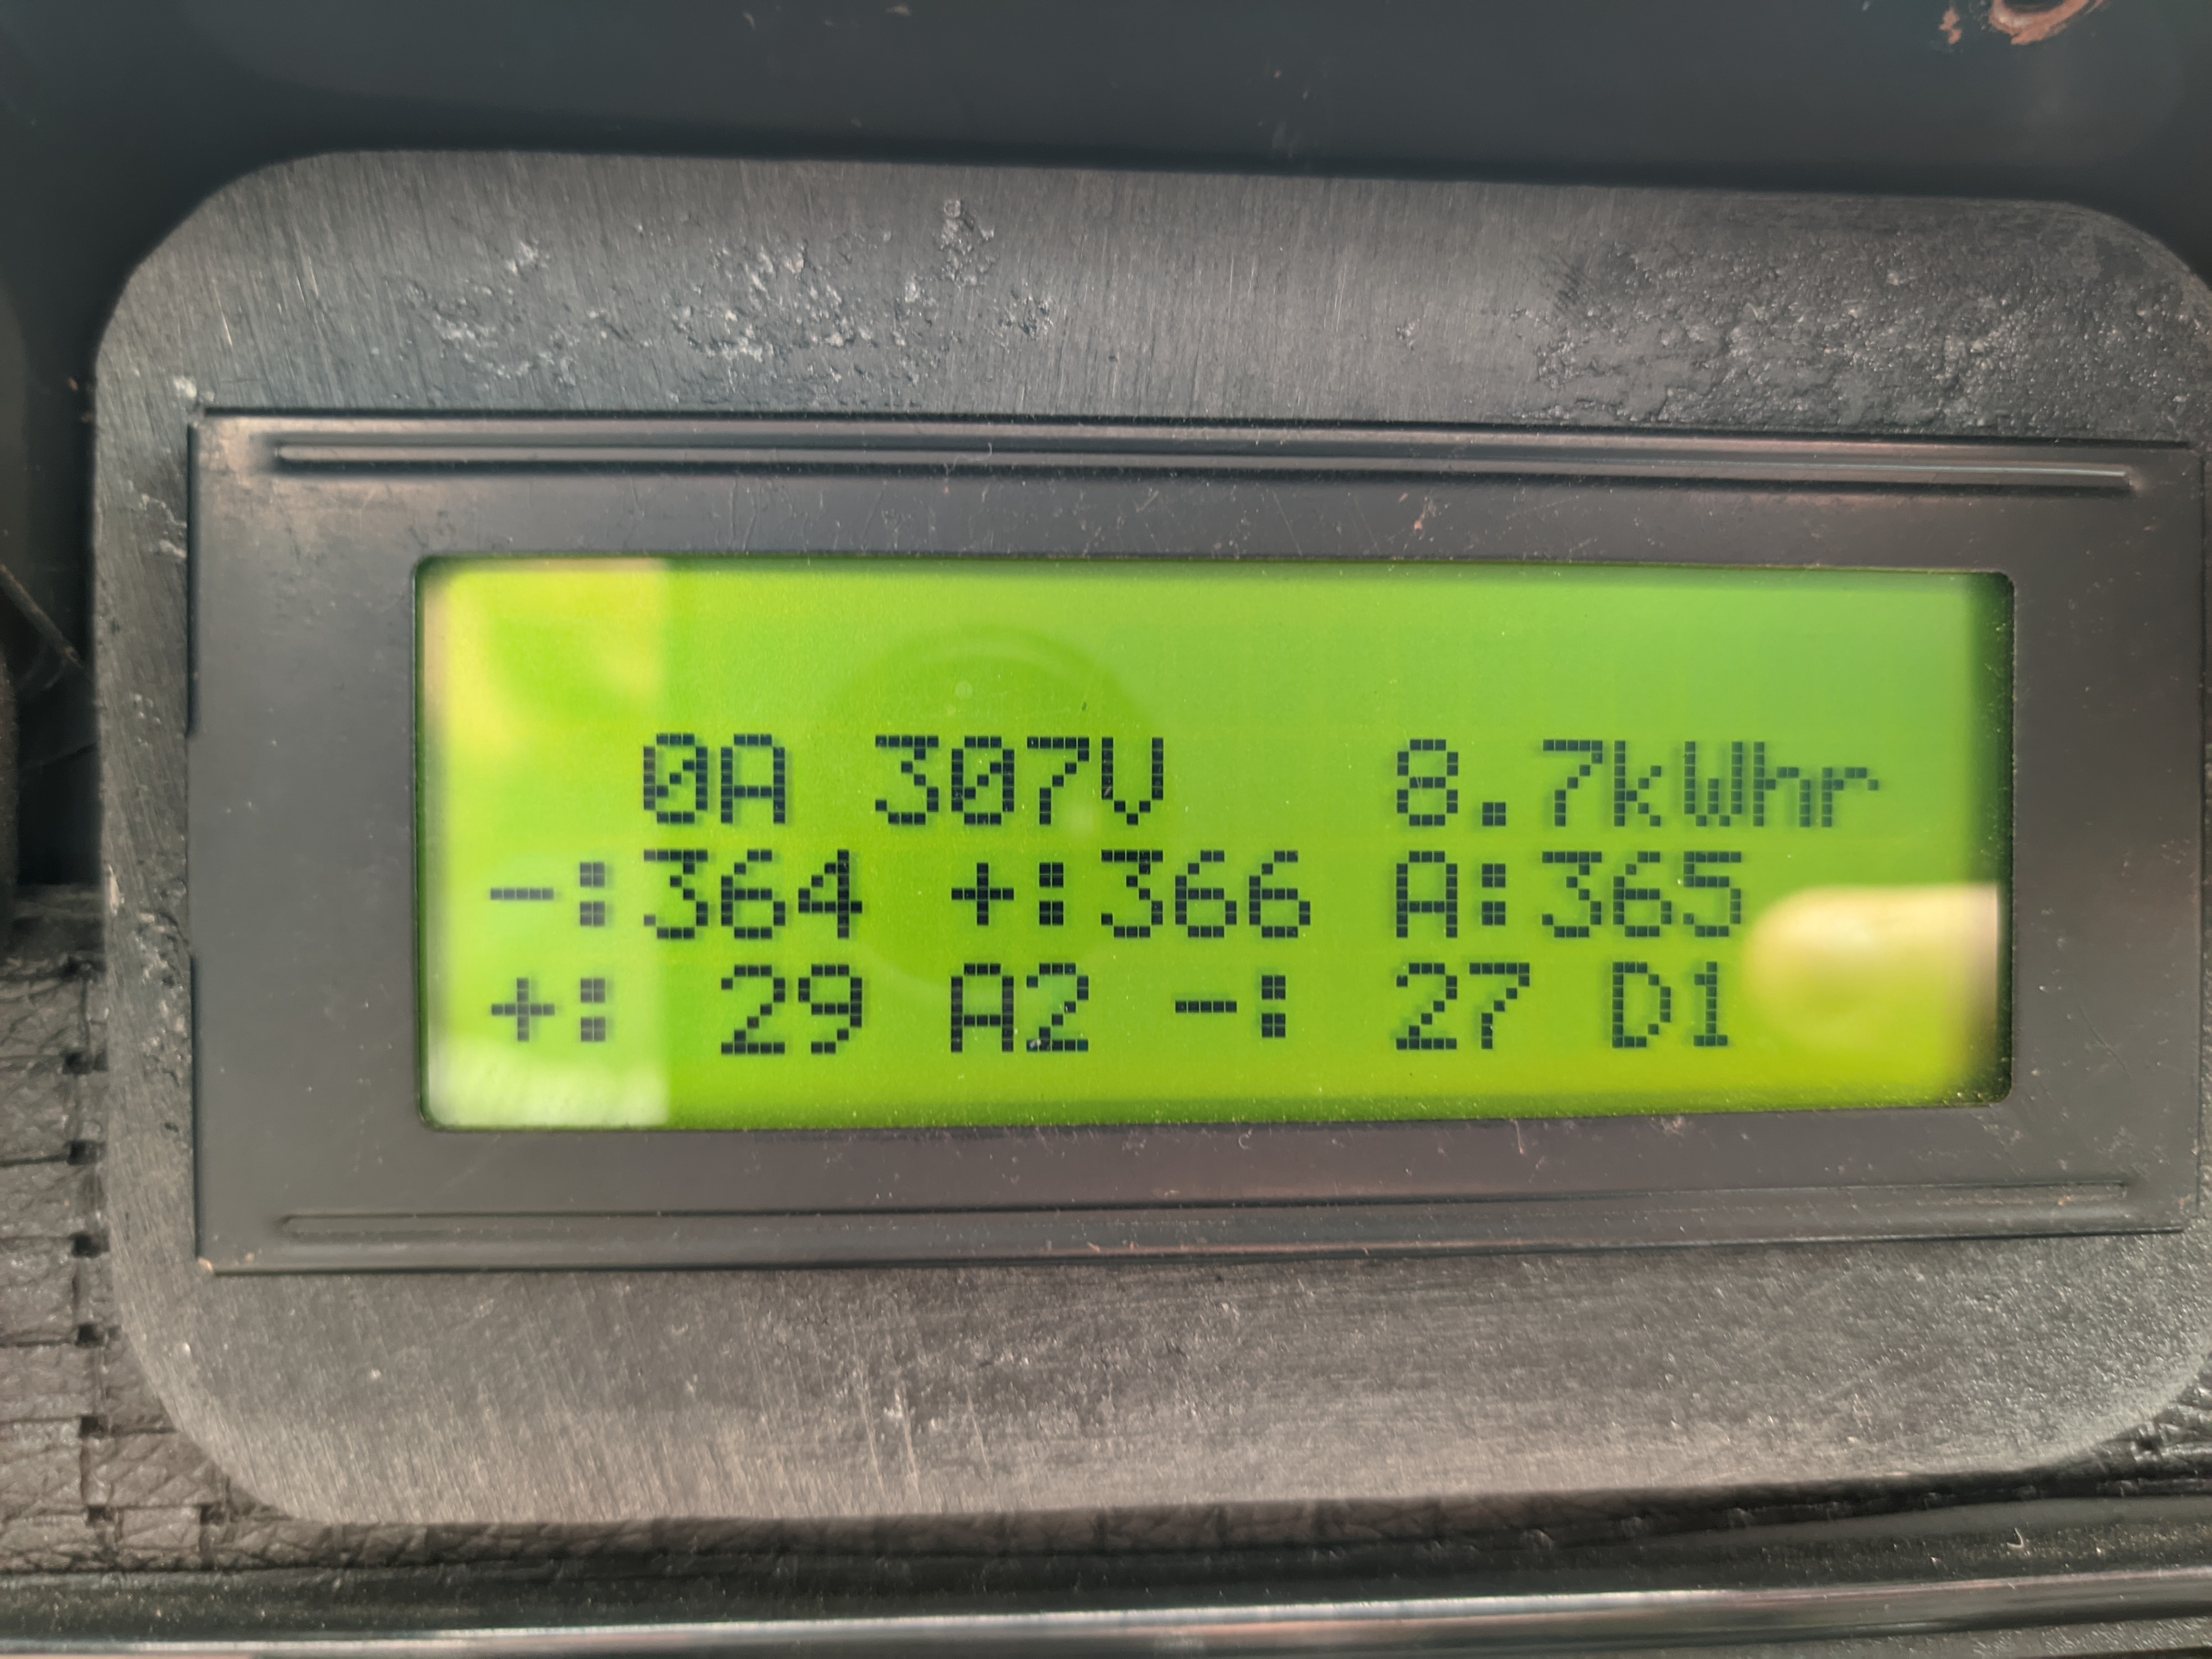 0A 307V 8.7kWhr
-:364 +:366 A:365
+: 29 A2 -: 27 D1